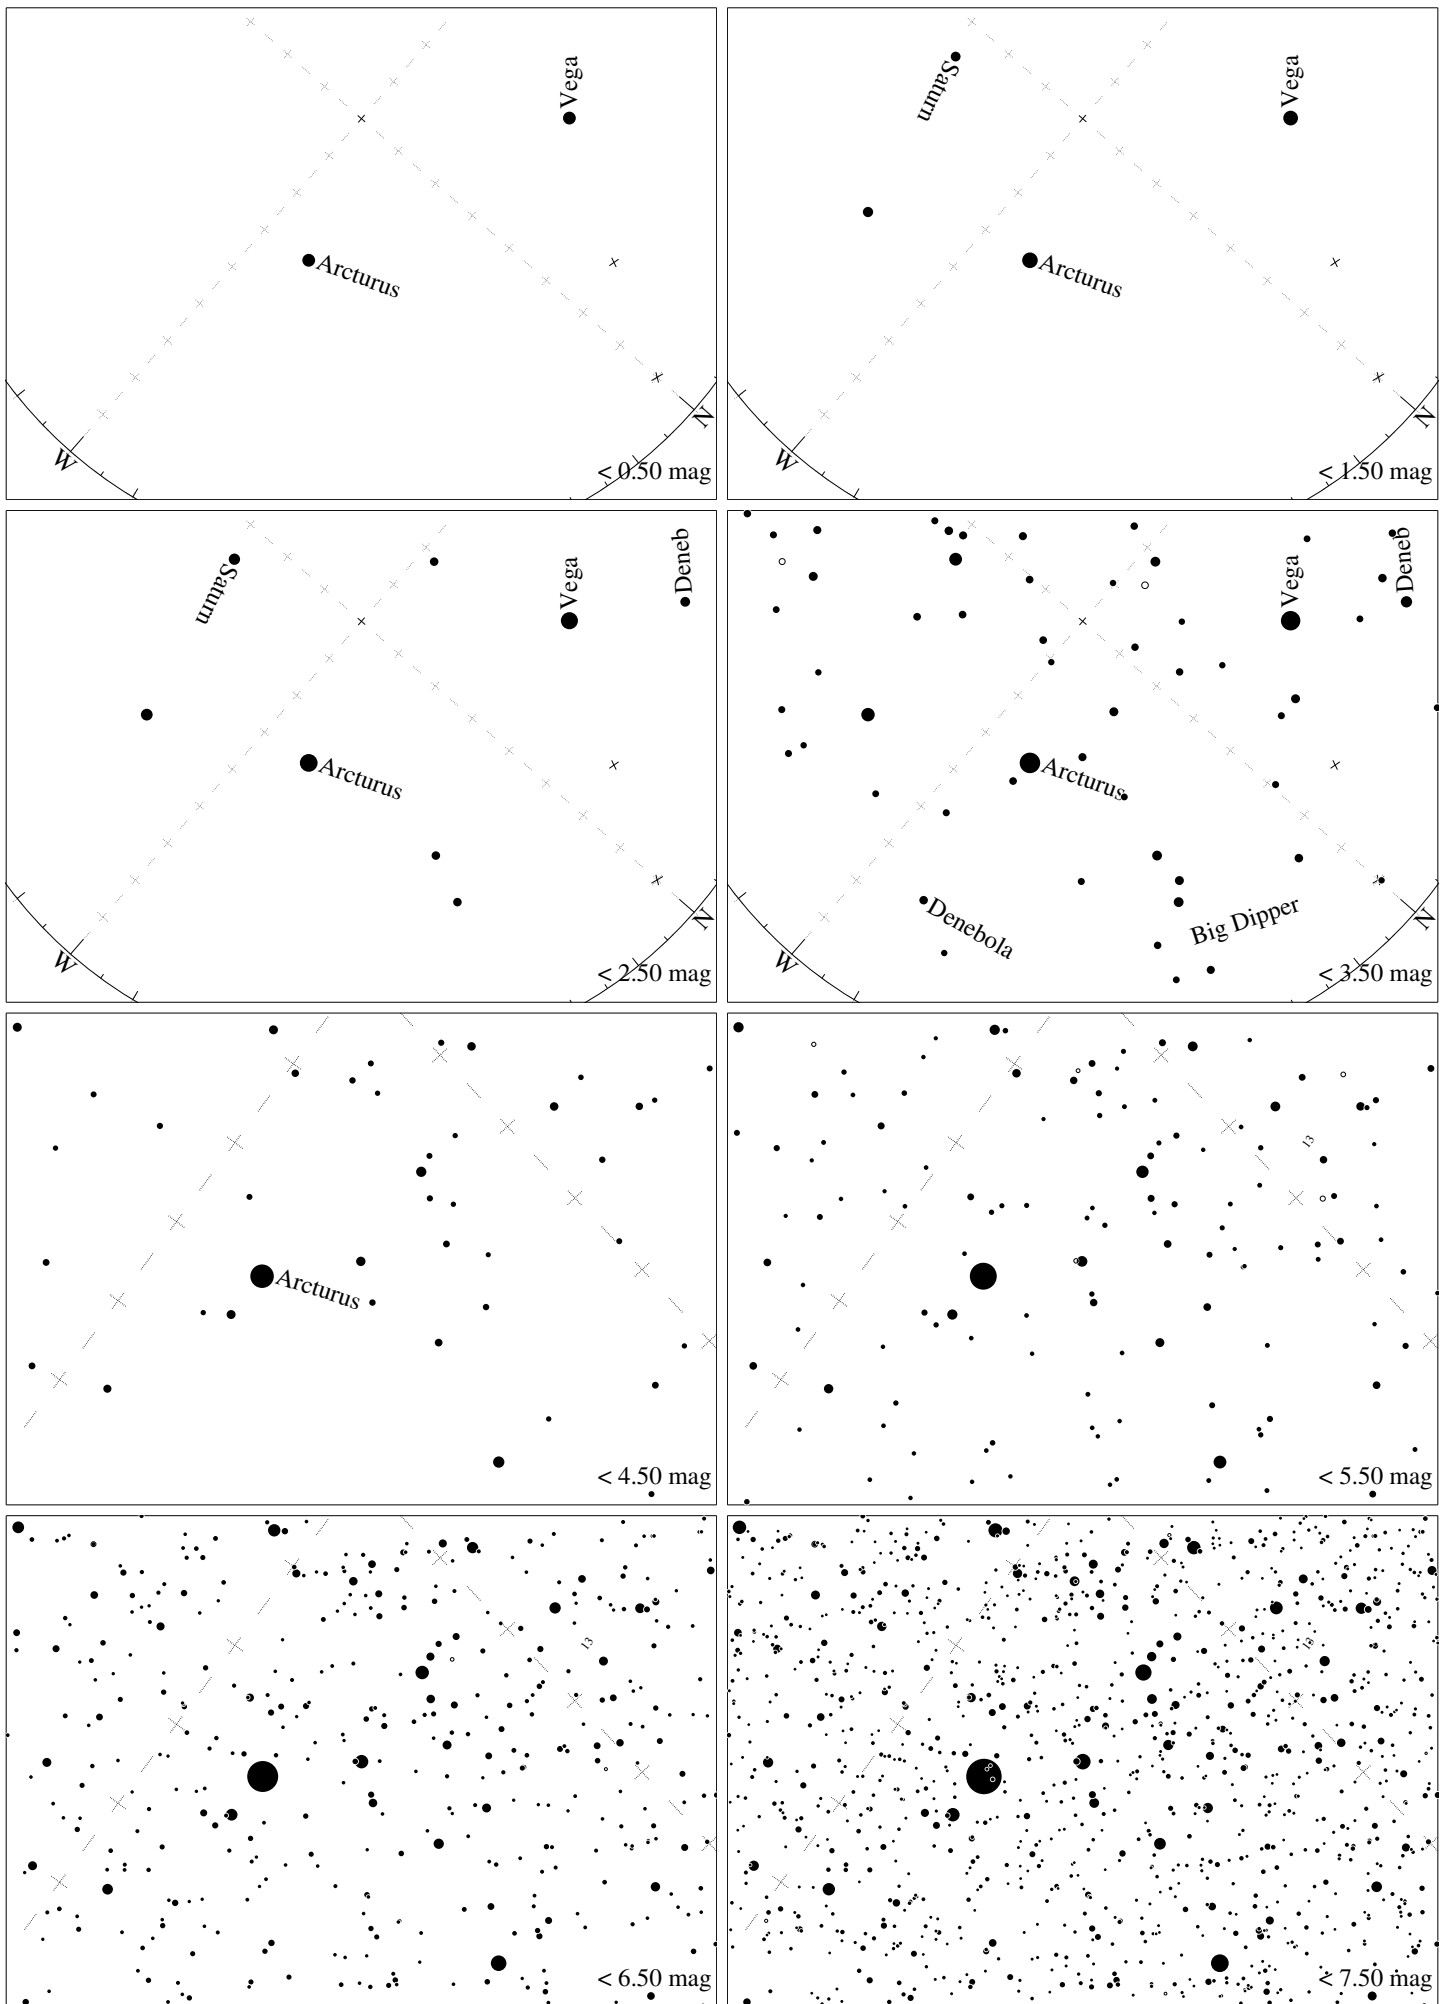 Vega
Arcturus
W
N
< 0.50 mag
Saturn
Vega
Arcturus
W
N
< 1.50 mag
Saturn
Vega
Deneb
Arcturus
W
N
< 2.50 mag
Vega
Deneb
Arcturus
Denebola
Big Dipper
W
N
< 3.50 mag
Arcturus
< 4.50 mag
13
< 5.50 mag
13
< 6.50 mag
13
< 7.50 mag